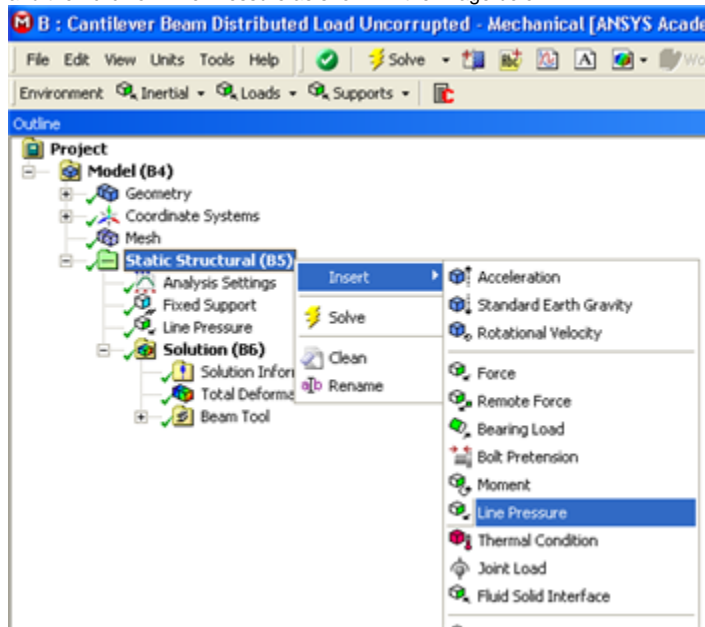 B : Cantilever Beam Distributed Load Uncorrupted - Mechanical [ANSYS Acade
File Edit View Units Tools Help Solve
Environment Inertial Loads Supports
Outline
Project
Model (B4)
Geometry
Coordinate Systems
Mesh
Static Structural (B5)
Analysis Settings
Fixed Support
Line Pressure
Solution (B6)
Solution Infor
Total Deforma
Beam Tool
Insert
Solve
Clean
Rename
Acceleration
Standard Earth Gravity
Rotational Velocity
Force
Remote Force
Bearing Load
Bolt Pretension
Moment
Line Pressure
Thermal Condition
Joint Load
Fluid Solid Interface